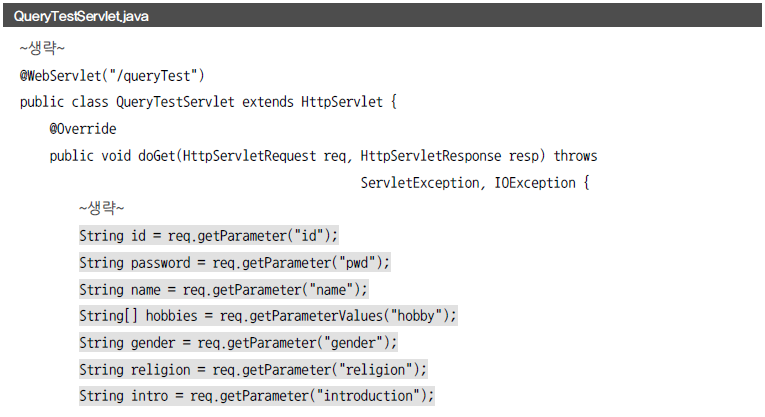 QueryTestServlet.java
~생략~
@WebServlet("/queryTest")
public class QueryTestServlet extends HttpServlet {
@Override
public void doGet(HttpServletRequest req, HttpServletResponse resp) throws
ServletException, IOException {
~생략~
String id = req.getParameter("id");
String password = req.getParameter("pwd");
String name = req.getParameter("name");
String[] hobbies = req.getParameterValues("hobby");
String gender = req.getParameter("gender");
String religion = req.getParameter("religion");
String intro = req.getParameter("introduction");